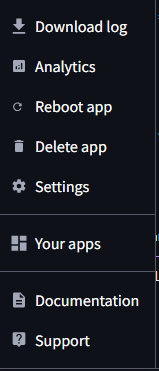 Download log
Analytics
Reboot app
Delete app
Settings
Your apps
Documentation
Support